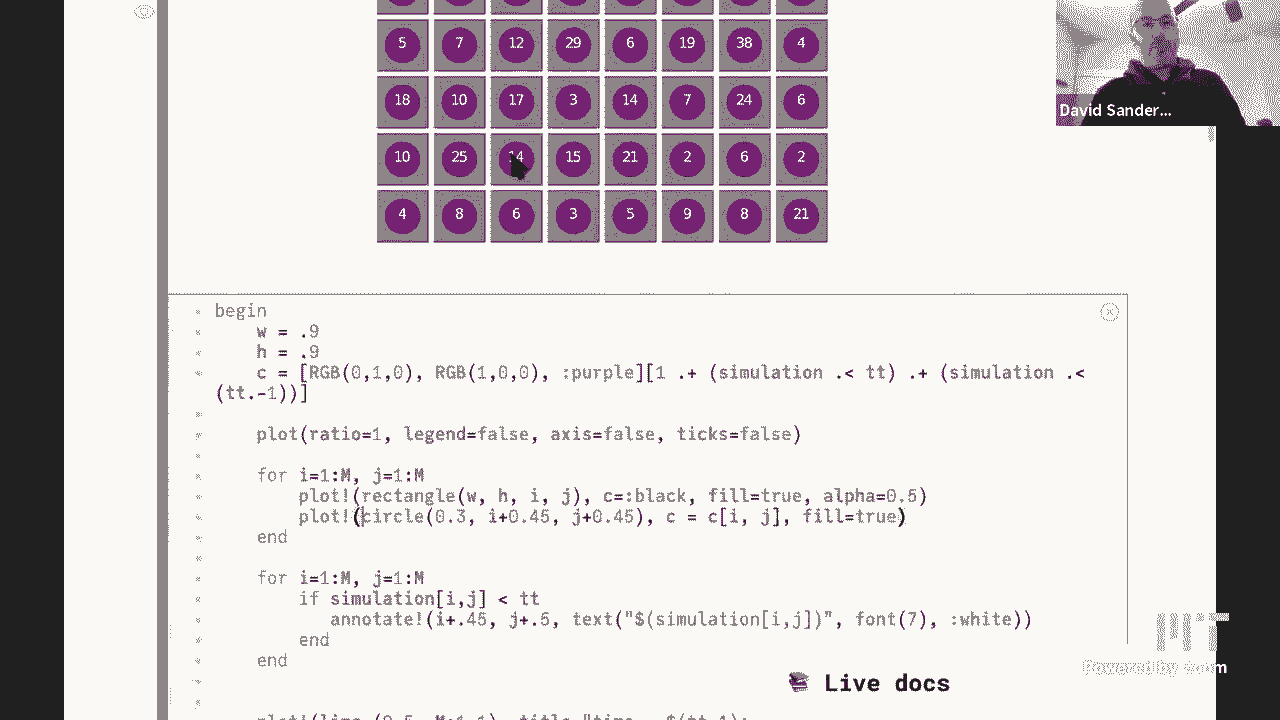 5 7 12 29 6 19 38 4
18 10 17 3 14 7 24 6
10 25 14 15 21 2 6 2
4 8 6 3 5 9 8 21
David Sander...
begin
w = .9
h = .9
c = [RGB(0,1,0), RGB(1,0,0), :purple][1 .+ (simulation .< tt) .+ (simulation .<
(tt.-1))]
plot(ratio=1, legend=false, axis=false, ticks=false)
for i=1:M, j=1:M
plot!(rectangle(w, h, i, j), c=:black, fill=true, alpha=0.5)
plot!(circle(0.3, i+0.45, j+0.45), c = c[i, j], fill=true)
end
for i=1:M, j=1:M
if simulation[i,j] < tt
annotate!(i+.45, j+.5, text("$(simulation[i,j])", font(7), :white))
end
end
MIT
Powered by Zoom
Live docs